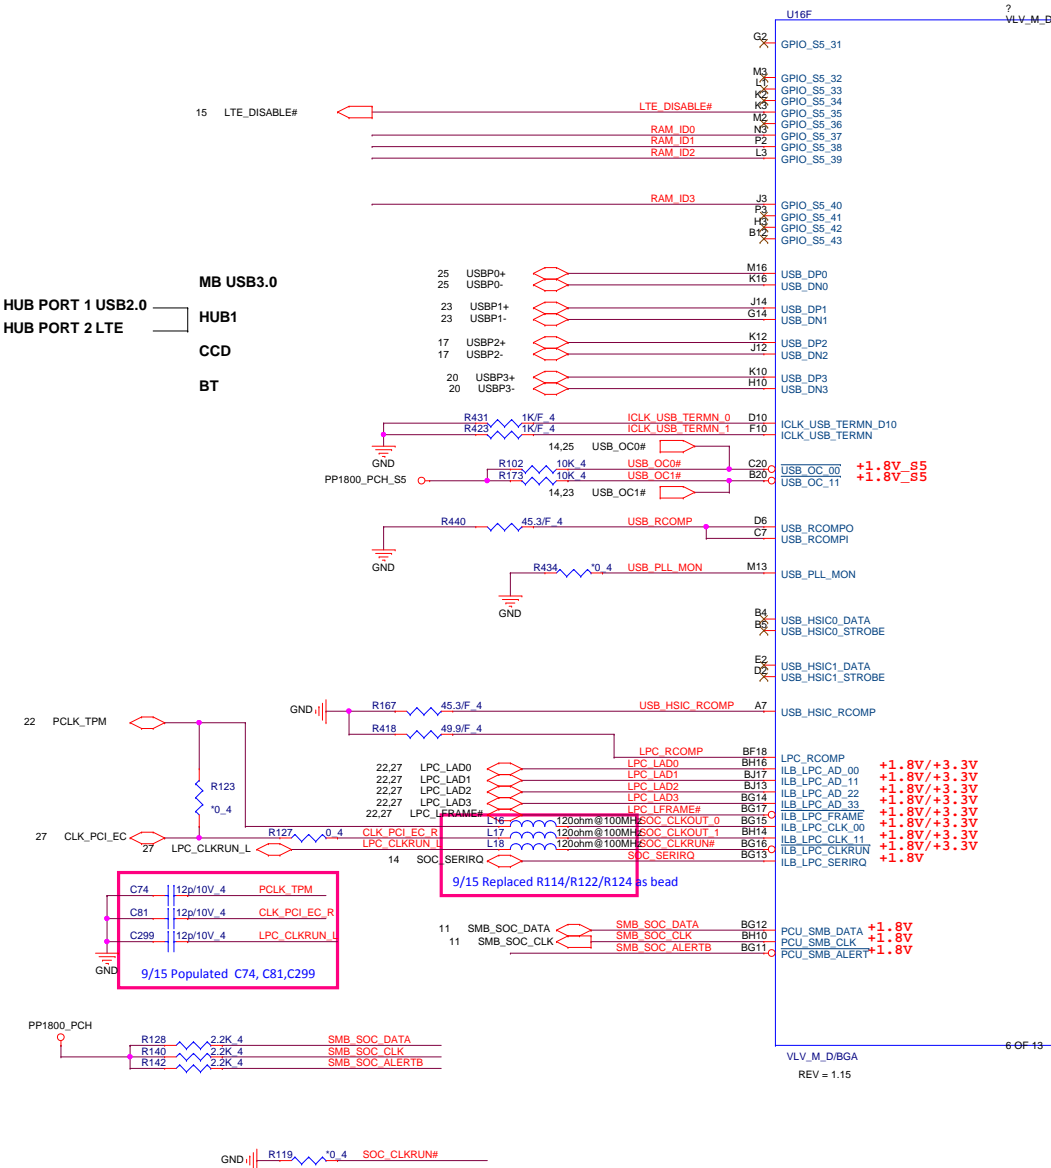 U16F
?
VLV_M_D
G2 GPIO_S5_31
M3 GPIO_S5_32
L1 GPIO_S5_33
K2 GPIO_S5_34
15 LTE_DISABLE# LTE_DISABLE# K3 GPIO_S5_35
M2 GPIO_S5_36
RAM_ID0 N3 GPIO_S5_37
RAM_ID1 P2 GPIO_S5_38
RAM_ID2 L3 GPIO_S5_39
RAM_ID3 J3 GPIO_S5_40
P3 GPIO_S5_41
H3 GPIO_S5_42
B12 GPIO_S5_43
MB USB3.0
25 USBP0+ M16 USB_DP0
25 USBP0- K16 USB_DN0
HUB PORT 1 USB2.0
HUB PORT 2 LTE
HUB1
23 USBP1+ J14 USB_DP1
23 USBP1- G14 USB_DN1
CCD
17 USBP2+ K12 USB_DP2
17 USBP2- J12 USB_DN2
BT
20 USBP3+ K10 USB_DP3
20 USBP3- H10 USB_DN3
R431 1K/F_4 ICLK_USB_TERMN_0 D10 ICLK_USB_TERMN_D10
R423 1K/F_4 ICLK_USB_TERMN_1 F10 ICLK_USB_TERMN
GND
14,25 USB_OC0#
R102 10K_4 USB_OC0# C20 USB_OC_00 +1.8V_S5
PP1800_PCH_S5 R173 10K_4 USB_OC1# B20 USB_OC_11 +1.8V_S5
14,23 USB_OC1#
R440 45.3/F_4 USB_RCOMP D6 USB_RCOMPO
C7 USB_RCOMPI
GND
R434 *0_4 USB_PLL_MON M13 USB_PLL_MON
GND
B4 USB_HSIC0_DATA
B5 USB_HSIC0_STROBE
E2 USB_HSIC1_DATA
D2 USB_HSIC1_STROBE
GND R167 45.3/F_4 USB_HSIC_RCOMP A7 USB_HSIC_RCOMP
22 PCLK_TPM
R418 49.9/F_4
LPC_RCOMP BF18 LPC_RCOMP
22,27 LPC_LAD0 LPC_LAD0 BH16 ILB_LPC_AD_00 +1.8V/+3.3V
22,27 LPC_LAD1 LPC_LAD1 BJ17 ILB_LPC_AD_11 +1.8V/+3.3V
22,27 LPC_LAD2 LPC_LAD2 BJ13 ILB_LPC_AD_22 +1.8V/+3.3V
22,27 LPC_LAD3 LPC_LAD3 BG14 ILB_LPC_AD_33 +1.8V/+3.3V
22,27 LPC_LFRAME# LPC_LFRAME# BG17 ILB_LPC_FRAME +1.8V/+3.3V
R123
*0_4
L16 120ohm@100MHz SOC_CLKOUT_0 BG15 ILB_LPC_CLK_00 +1.8V/+3.3V
27 CLK_PCI_EC R127 0_4 CLK_PCI_EC_R L17 120ohm@100MHz SOC_CLKOUT_1 BH14 ILB_LPC_CLK_11 +1.8V/+3.3V
27 LPC_CLKRUN_L LPC_CLKRUN_L L18 120ohm@100MHz SOC_CLKRUN# BG16 ILB_LPC_CLKRUN +1.8V/+3.3V
14 SOC_SERIRQ SOC_SERIRQ BG13 ILB_LPC_SERIRQ +1.8V
9/15 Replaced R114/R122/R124 as bead
C74 12p/10V_4 PCLK_TPM
C81 12p/10V_4 CLK_PCI_EC_R
C299 12p/10V_4 LPC_CLKRUN_L
GND
9/15 Populated C74, C81,C299
11 SMB_SOC_DATA SMB_SOC_DATA BG12 PCU_SMB_DATA +1.8V
11 SMB_SOC_CLK SMB_SOC_CLK BH10 PCU_SMB_CLK +1.8V
SMB_SOC_ALERTB BG11 PCU_SMB_ALERT +1.8V
PP1800_PCH
R128 2.2K_4 SMB_SOC_DATA
R140 2.2K_4 SMB_SOC_CLK
R142 2.2K_4 SMB_SOC_ALERTB
6 OF 13
VLV_M_D/BGA
REV = 1.15
GND R119 *0_4 SOC_CLKRUN#